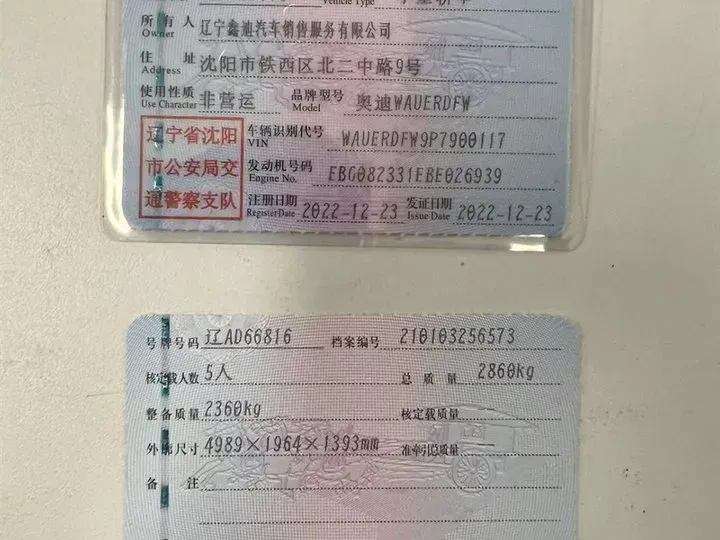 Vehicle Type
所有人 辽宁鑫迪汽车销售服务有限公司
Owner
住址 沈阳市铁西区北二中路9号
Address
使用性质 非营运 品牌型号 奥迪WAUERDFW
Use Character Model
辽宁省沈阳 车辆识别代号 WAUERDFW9P7900117
VIN
市公安局交 发动机号码 EBG082331EBE026939
Engine No.
通警察支队 注册日期 2022-12-23 发证日期 2022-12-23
Register Date Issue Date
号牌号码 辽AD66816 档案编号 210103256573
核定载人数 5人 总质量 2860kg
整备质量 2360kg 核定载质量
外廓尺寸 4989×1964×1393mm 准牵引总质量 —
备注